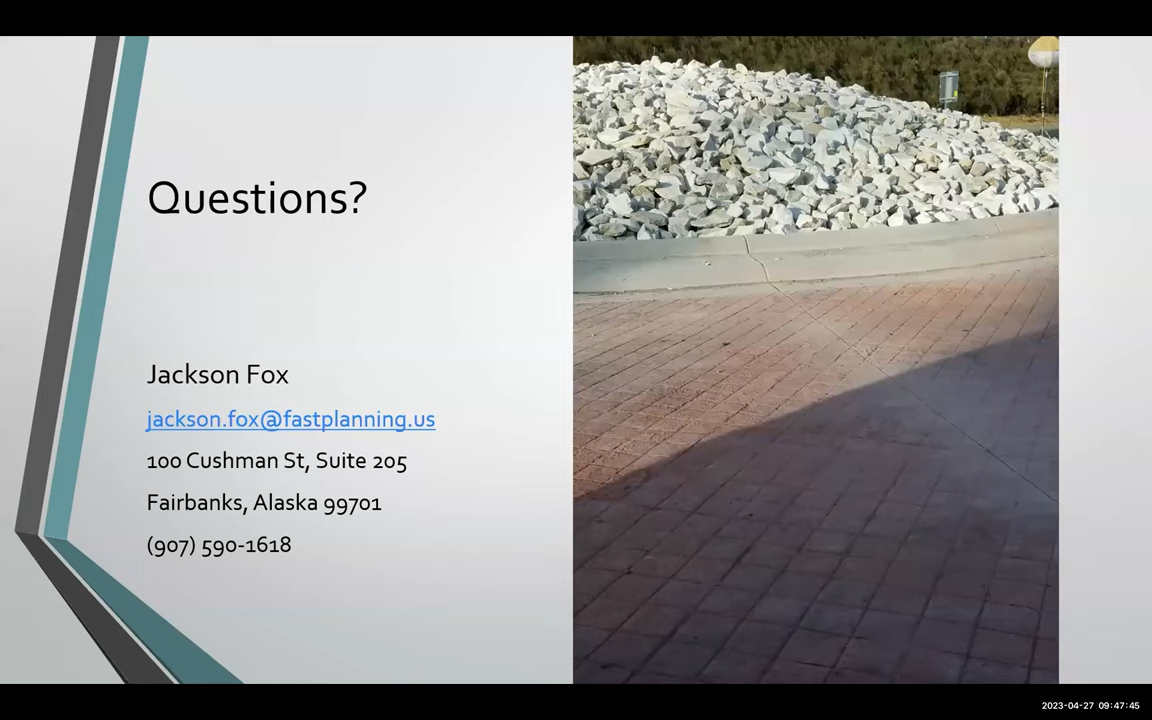 Questions?
Jackson Fox
jackson.fox@fastplanning.us
100 Cushman St, Suite 205
Fairbanks, Alaska 99701
(907) 590-1618
2023-04-27 09:47:45